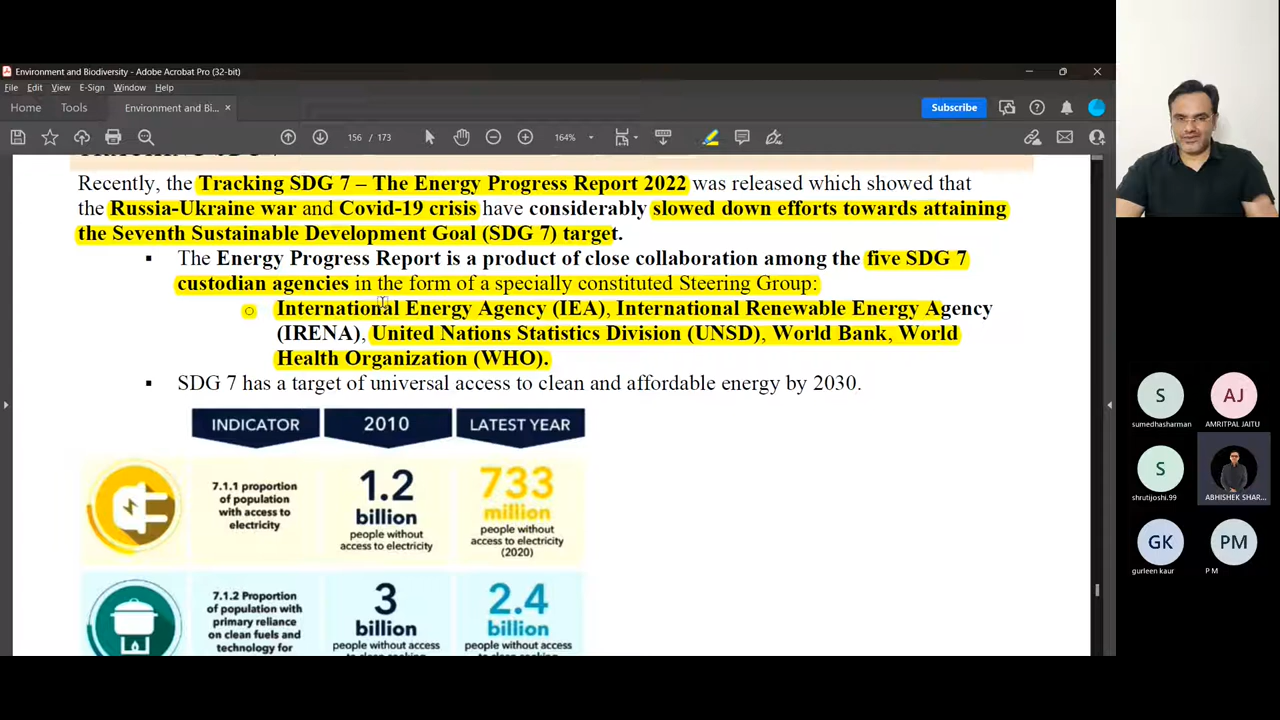 Environment and Biodiversity - Adobe Acrobat Pro (32-bit)
File Edit View E-Sign Window Help
Home Tools Environment and Bi... × Subscribe
156 / 173 164%
Recently, the Tracking SDG 7 – The Energy Progress Report 2022 was released which showed that
the Russia-Ukraine war and Covid-19 crisis have considerably slowed down efforts towards attaining
the Seventh Sustainable Development Goal (SDG 7) target.
▪ The Energy Progress Report is a product of close collaboration among the five SDG 7
custodian agencies in the form of a specially constituted Steering Group:
o International Energy Agency (IEA), International Renewable Energy Agency
(IRENA), United Nations Statistics Division (UNSD), World Bank, World
Health Organization (WHO).
▪ SDG 7 has a target of universal access to clean and affordable energy by 2030.
INDICATOR 2010 LATEST YEAR
7.1.1 proportion
of population
with access to
electricity
1.2
billion
people without
access to electricity
733
million
people without
access to electricity
(2020)
7.1.2 Proportion
of population with
primary reliance
on clean fuels and
technology for
3
billion
people without access
2.4
billion
people without access
S AJ
sumedhasharman AMRITPAL JAITU
S
shrutijoshi.99 ABHISHEK SHAR...
GK PM
gurleen kaur P M